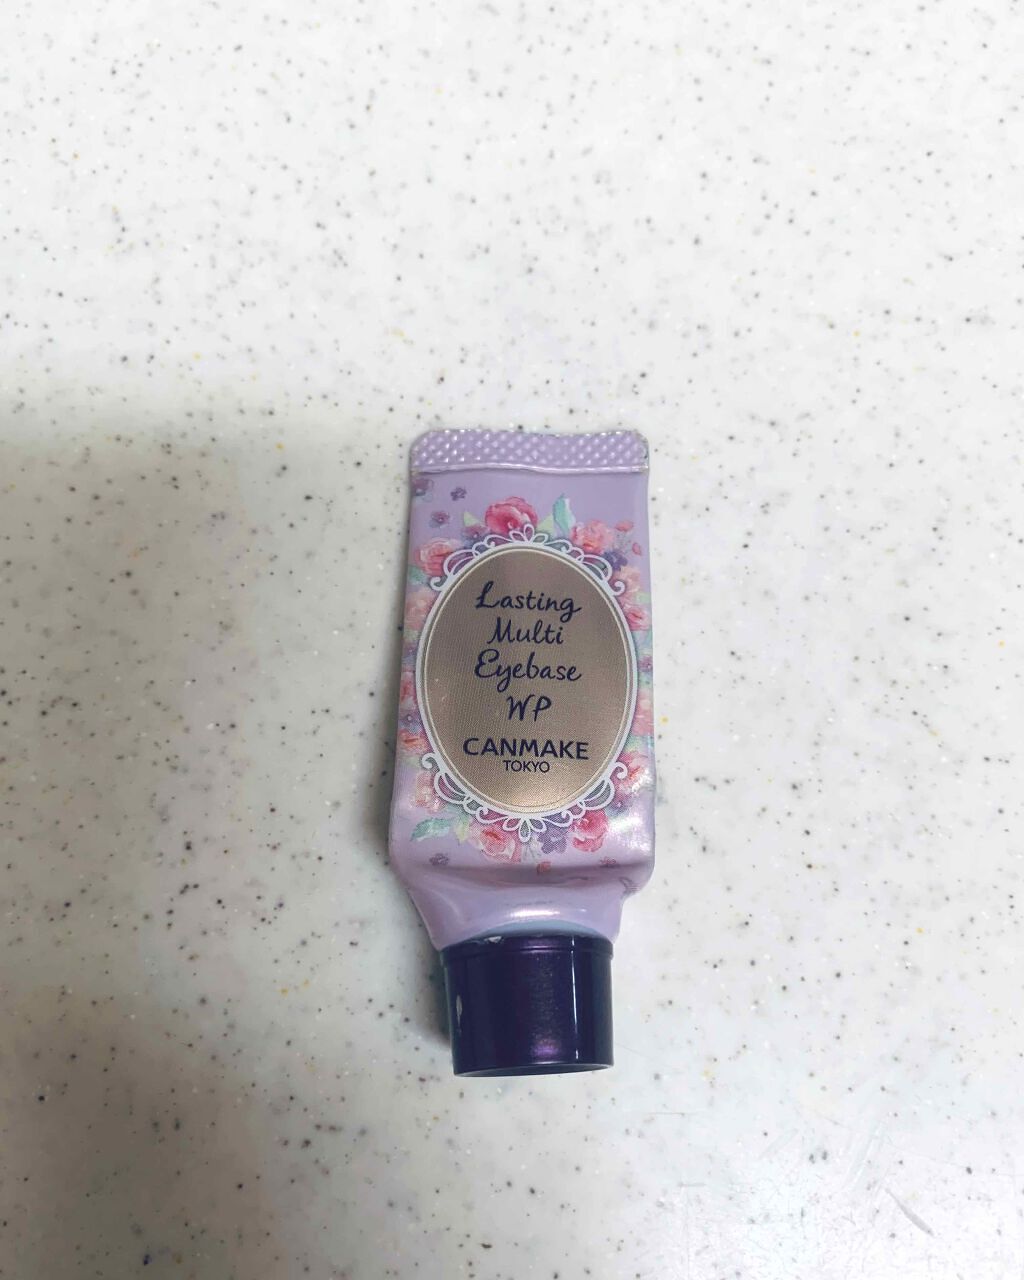 Lasting
Multi
Eyebase
WP
CANMAKE
TOKYO